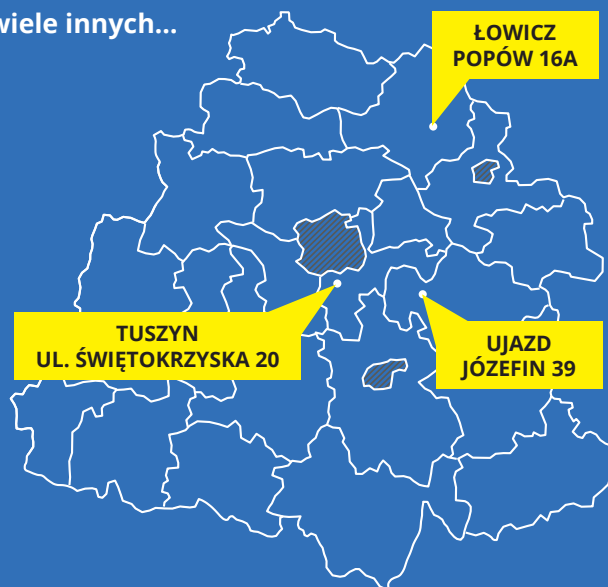 wiele innych...
ŁOWICZ
POPÓW 16A
TUSZYN
UL. ŚWIĘTOKRZYSKA 20
UJAZD
JÓZEFIN 39